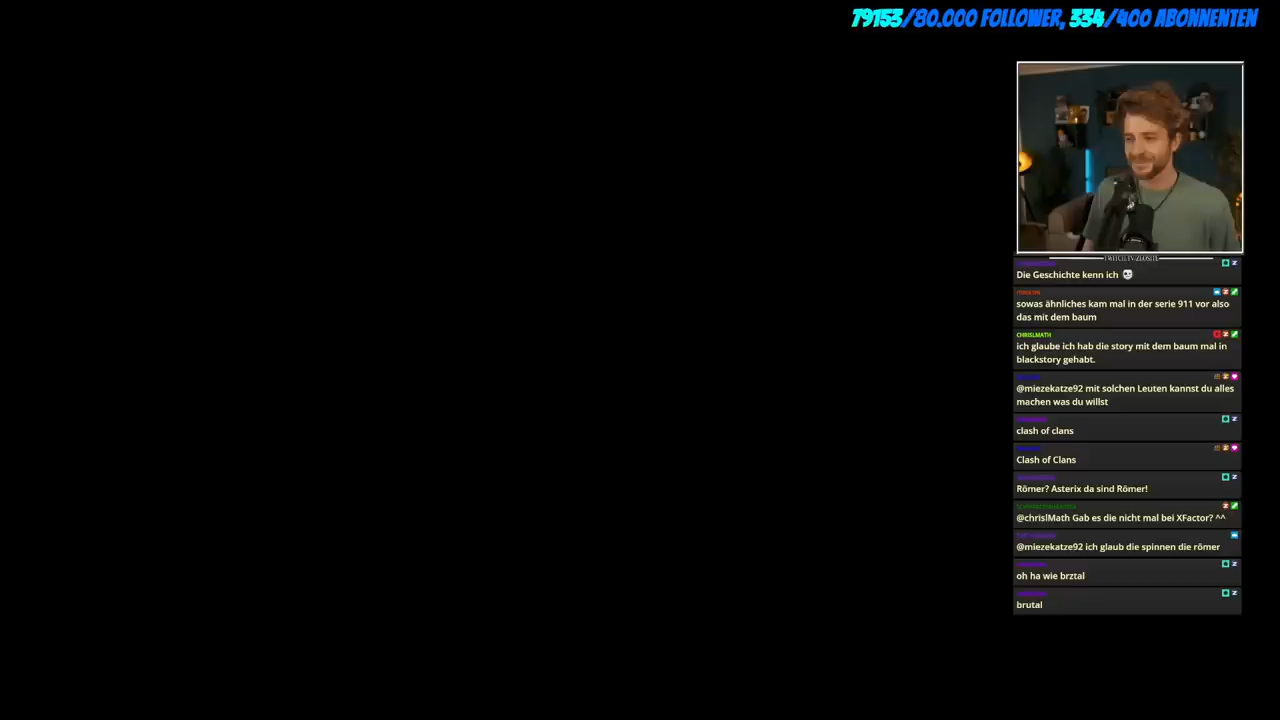 79153/80.000 FOLLOWER, 334/400 ABONNENTEN
TWITCH.TV/ZLOSITE
Die Geschichte kenn ich
sowas ähnliches kam mal in der serie 911 vor also
das mit dem baum
CHRISLMATH
ich glaube ich hab die story mit dem baum mal in
blackstory gehabt.
@miezekatze92 mit solchen Leuten kannst du alles
machen was du willst
clash of clans
Clash of Clans
Römer? Asterix da sind Römer!
@chrislMath Gab es die nicht mal bei XFactor? ^^
@miezekatze92 ich glaub die spinnen die römer
oh ha wie brztal
brutal